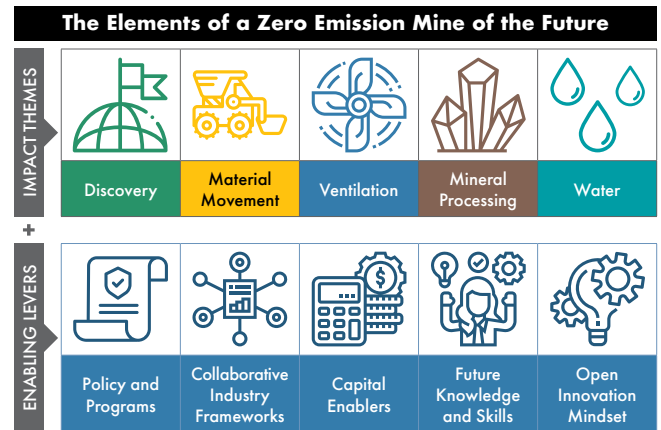 The Elements of a Zero Emission Mine of the Future
IMPACT THEMES
Discovery
Material
Movement
Ventilation
Mineral
Processing
Water
+
ENABLING LEVERS
$
Policy and
Programs
Collaborative
Industry
Frameworks
Capital
Enablers
Future
Knowledge
and Skills
Open
Innovation
Mindset